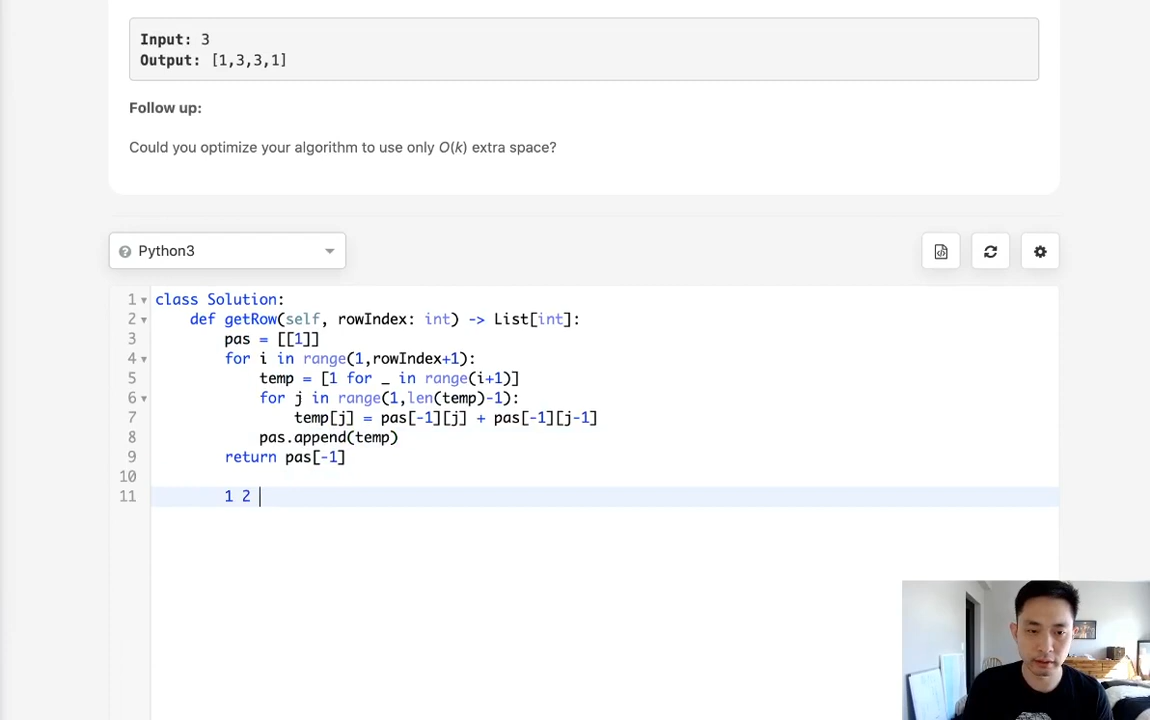 Input: 3
Output: [1,3,3,1]
Follow up:
Could you optimize your algorithm to use only O(k) extra space?
Python3
1 class Solution:
2 def getRow(self, rowIndex: int) -> List[int]:
3 pas = [[1]]
4 for i in range(1,rowIndex+1):
5 temp = [1 for _ in range(i+1)]
6 for j in range(1,len(temp)-1):
7 temp[j] = pas[-1][j] + pas[-1][j-1]
8 pas.append(temp)
9 return pas[-1]
10
11 1 2